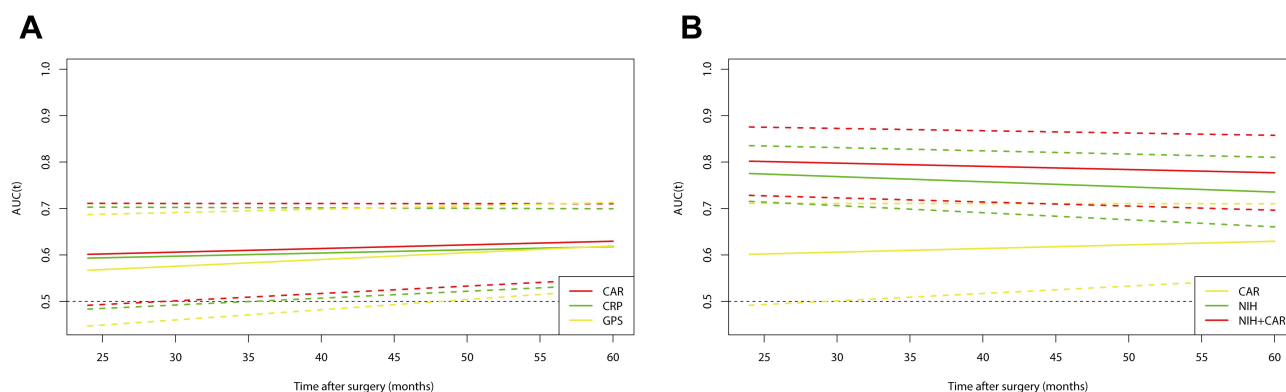 A
AUC(t)
1.0
0.9
0.8
0.7
0.6
0.5
CAR
CRP
GPS
25 30 35 40 45 50 55 60
Time after surgery (months)
B
AUC(t)
1.0
0.9
0.8
0.7
0.6
0.5
CAR
NIH
NIH+CAR
25 30 35 40 45 50 55 60
Time after surgery (months)